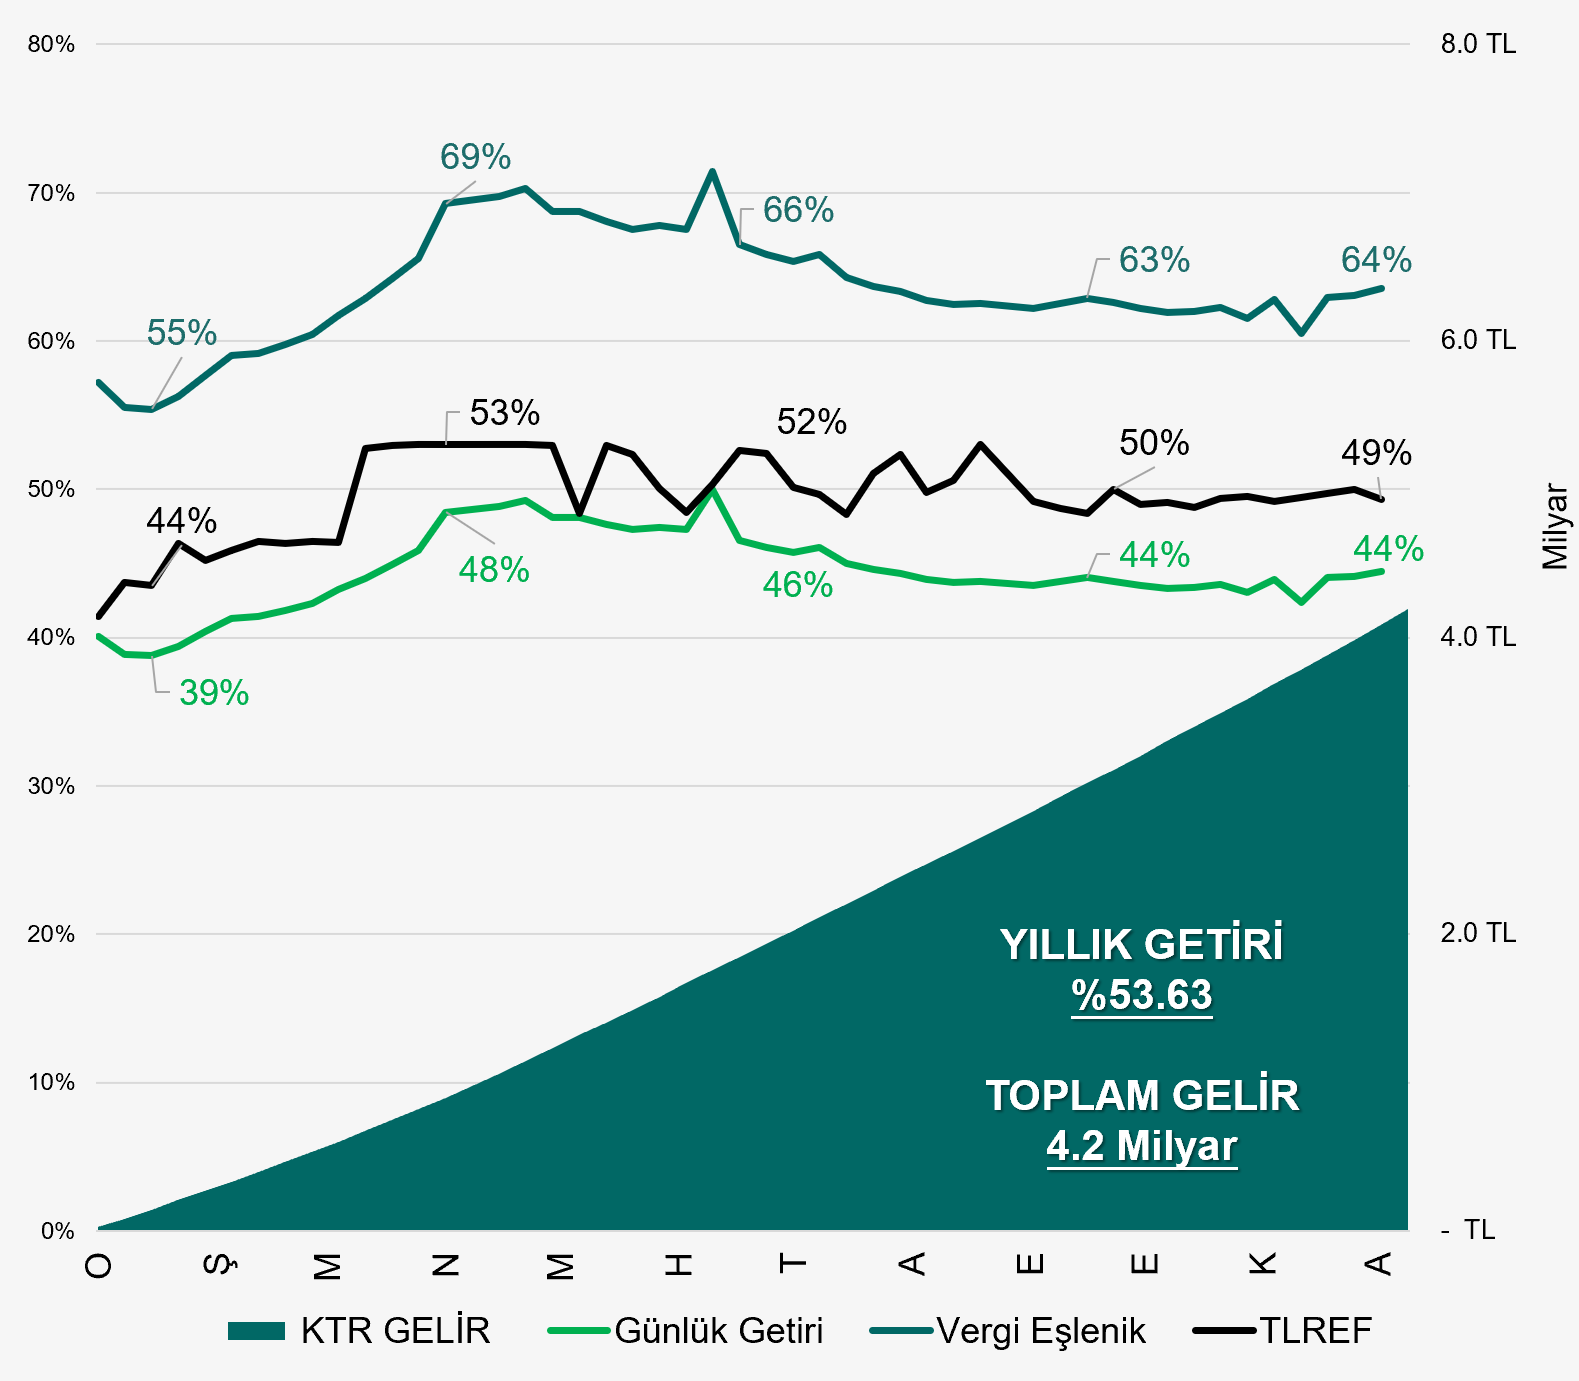 80%
8.0 TL
69%
70%
66%
63%
64%
55%
60%
6.0 TL
53%
52%
50%
49%
50%
44%
48%
46%
44%
44%
Milyar
40%
4.0 TL
39%
30%
20%
2.0 TL
YILLIK GETİRİ
%53.63
10%
TOPLAM GELİR
4.2 Milyar
0%
- TL
O Ş M N M H T A E E K A
KTR GELİR Günlük Getiri Vergi Eşlenik TLREF